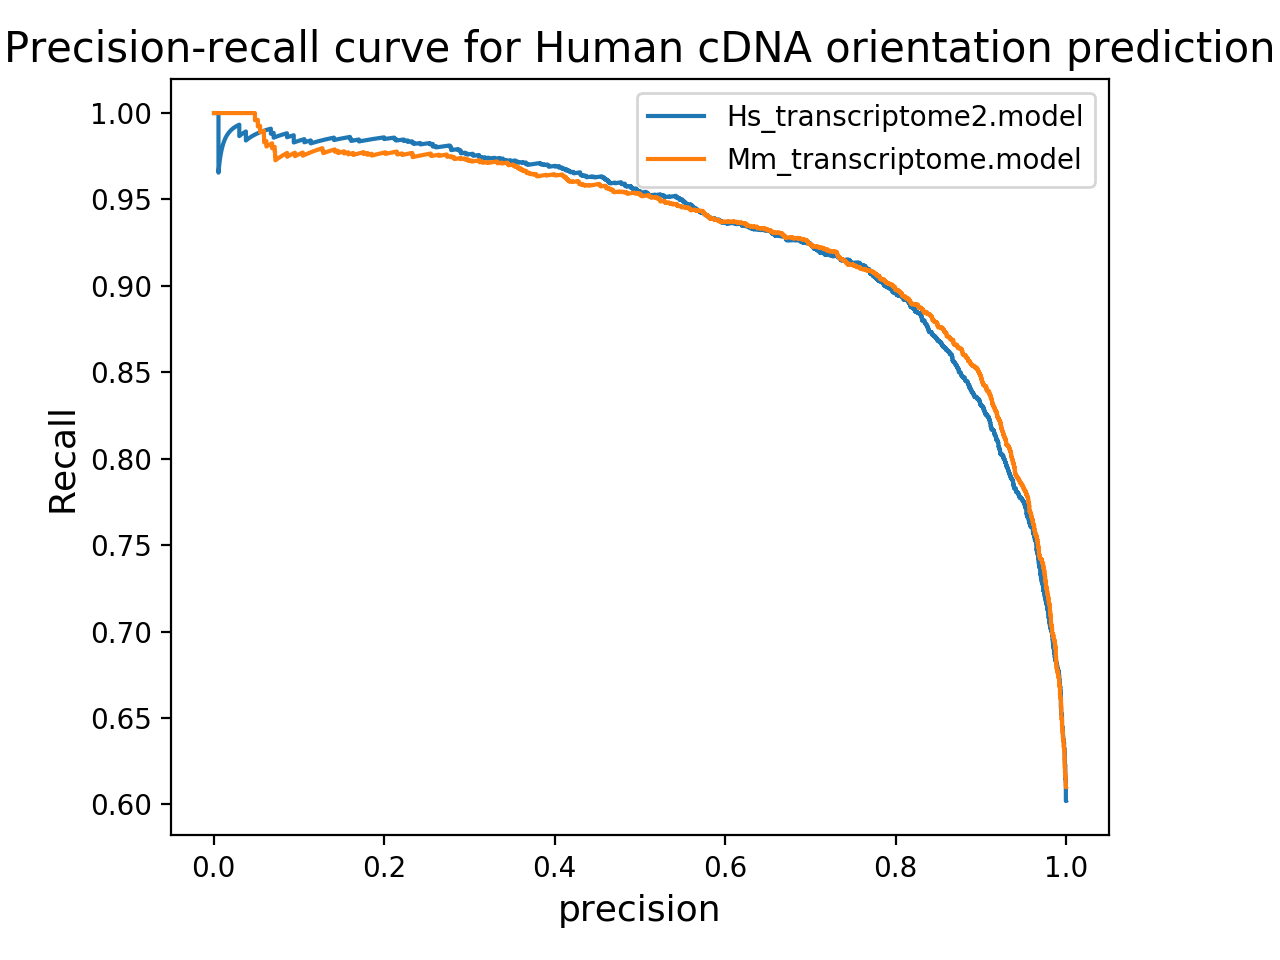 Precision-recall curve for Human cDNA orientation prediction
Hs_transcriptome2.model
Mm_transcriptome.model
1.00
0.95
0.90
0.85
0.80
0.75
0.70
0.65
0.60
Recall
0.0 0.2 0.4 0.6 0.8 1.0
precision